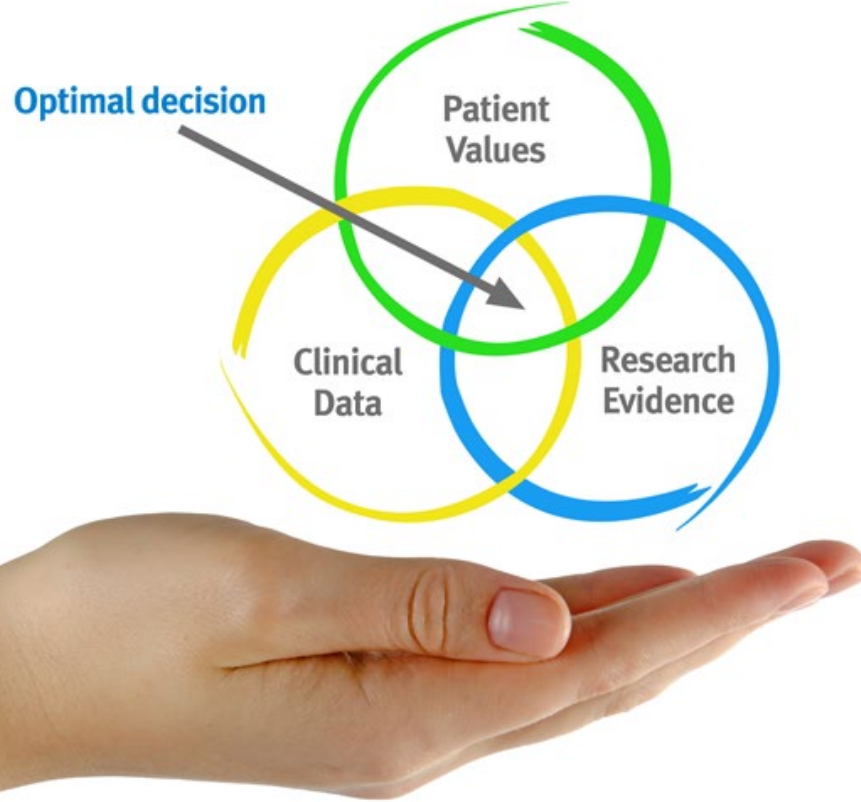 Optimal decision
Patient
Values
Clinical
Data
Research
Evidence